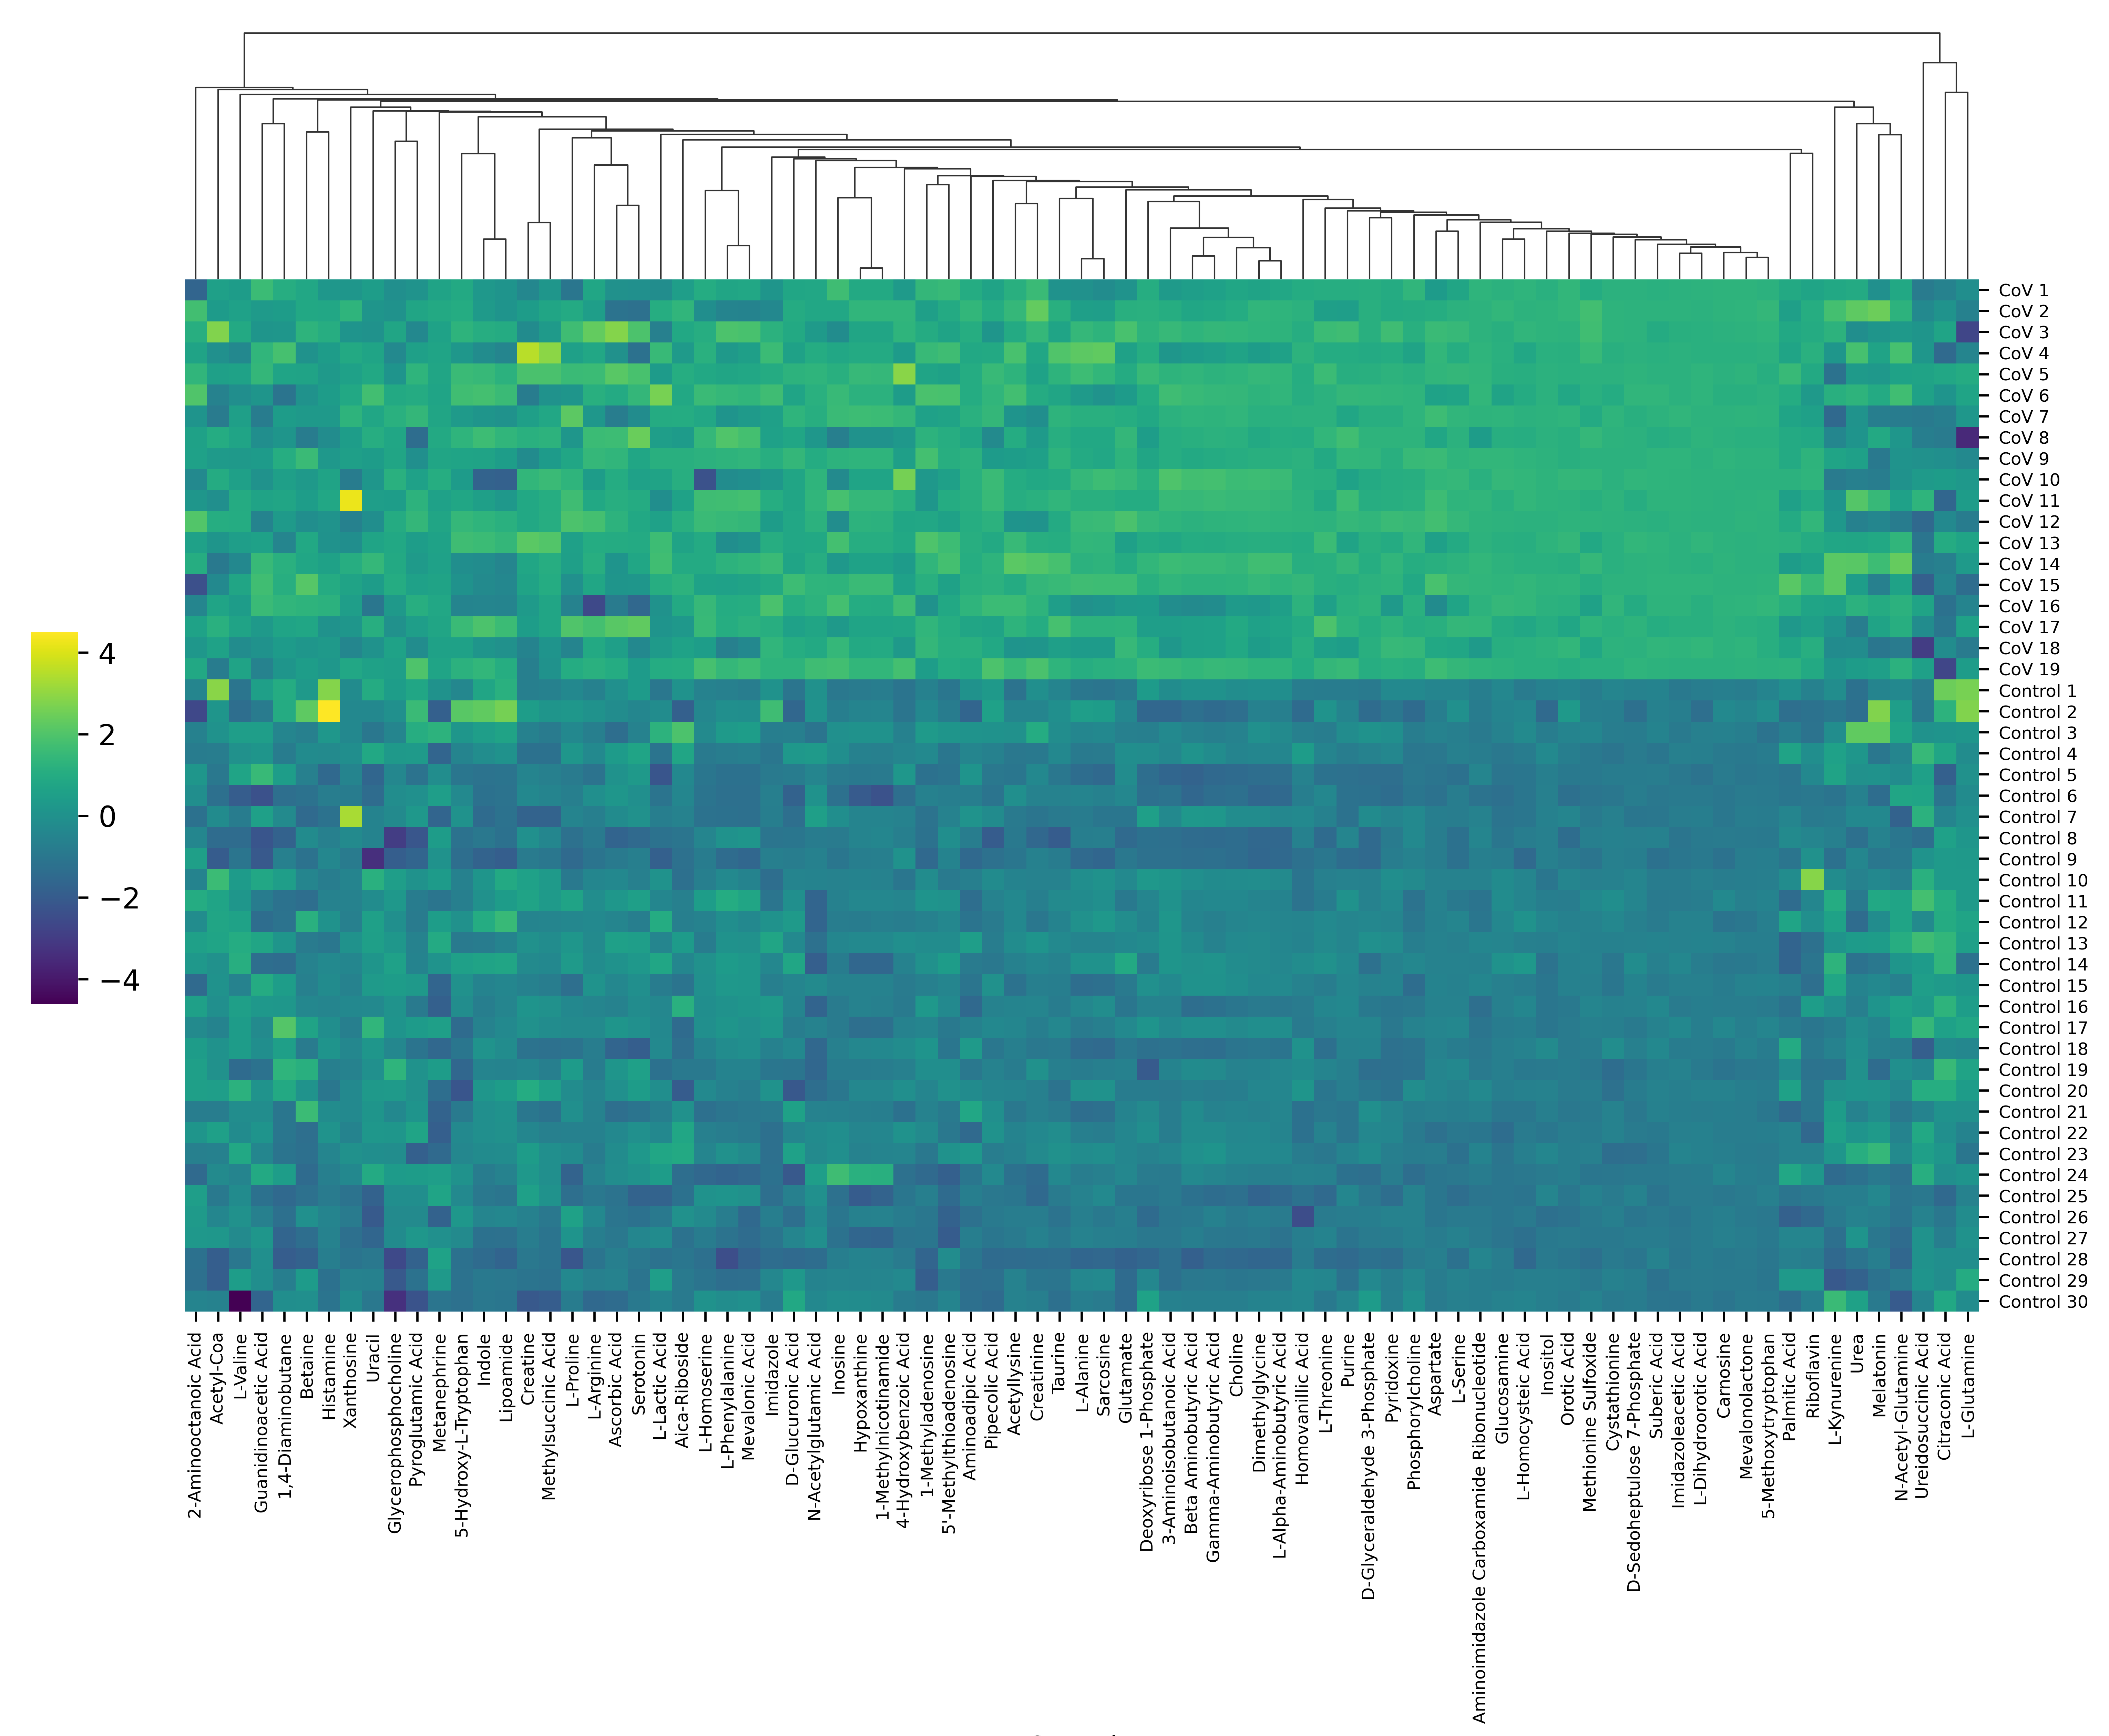 CoV 1
CoV 2
CoV 3
CoV 4
CoV 5
CoV 6
CoV 7
CoV 8
CoV 9
CoV 10
CoV 11
CoV 12
CoV 13
CoV 14
CoV 15
CoV 16
CoV 17
CoV 18
CoV 19
Control 1
Control 2
Control 3
Control 4
Control 5
Control 6
Control 7
Control 8
Control 9
Control 10
Control 11
Control 12
Control 13
Control 14
Control 15
Control 16
Control 17
Control 18
Control 19
Control 20
Control 21
Control 22
Control 23
Control 24
Control 25
Control 26
Control 27
Control 28
Control 29
Control 30
4
2
0
−2
−4
2-Aminooctanoic Acid
Acetyl-Coa
L-Valine
Guanidinoacetic Acid
1,4-Diaminobutane
Betaine
Histamine
Xanthosine
Uracil
Glycerophosphocholine
Pyroglutamic Acid
Metanephrine
5-Hydroxy-L-Tryptophan
Indole
Lipoamide
Creatine
Methylsuccinic Acid
L-Proline
L-Arginine
Ascorbic Acid
Serotonin
L-Lactic Acid
Aica-Riboside
L-Homoserine
L-Phenylalanine
Mevalonic Acid
Imidazole
D-Glucuronic Acid
N-Acetylglutamic Acid
Inosine
Hypoxanthine
1-Methylnicotinamide
4-Hydroxybenzoic Acid
1-Methyladenosine
5'-Methylthioadenosine
Aminoadipic Acid
Pipecolic Acid
Acetyllysine
Creatinine
Taurine
L-Alanine
Sarcosine
Glutamate
Deoxyribose 1-Phosphate
3-Aminoisobutanoic Acid
Beta Aminobutyric Acid
Gamma-Aminobutyric Acid
Choline
Dimethylglycine
L-Alpha-Aminobutyric Acid
Homovanillic Acid
L-Threonine
Purine
D-Glyceraldehyde 3-Phosphate
Pyridoxine
Phosphorylcholine
Aspartate
L-Serine
Aminoimidazole Carboxamide Ribonucleotide
Glucosamine
L-Homocysteic Acid
Inositol
Orotic Acid
Methionine Sulfoxide
Cystathionine
D-Sedoheptulose 7-Phosphate
Suberic Acid
Imidazoleacetic Acid
L-Dihydroorotic Acid
Carnosine
Mevalonolactone
5-Methoxytryptophan
Palmitic Acid
Riboflavin
L-Kynurenine
Urea
Melatonin
N-Acetyl-Glutamine
Ureidosuccinic Acid
Citraconic Acid
L-Glutamine